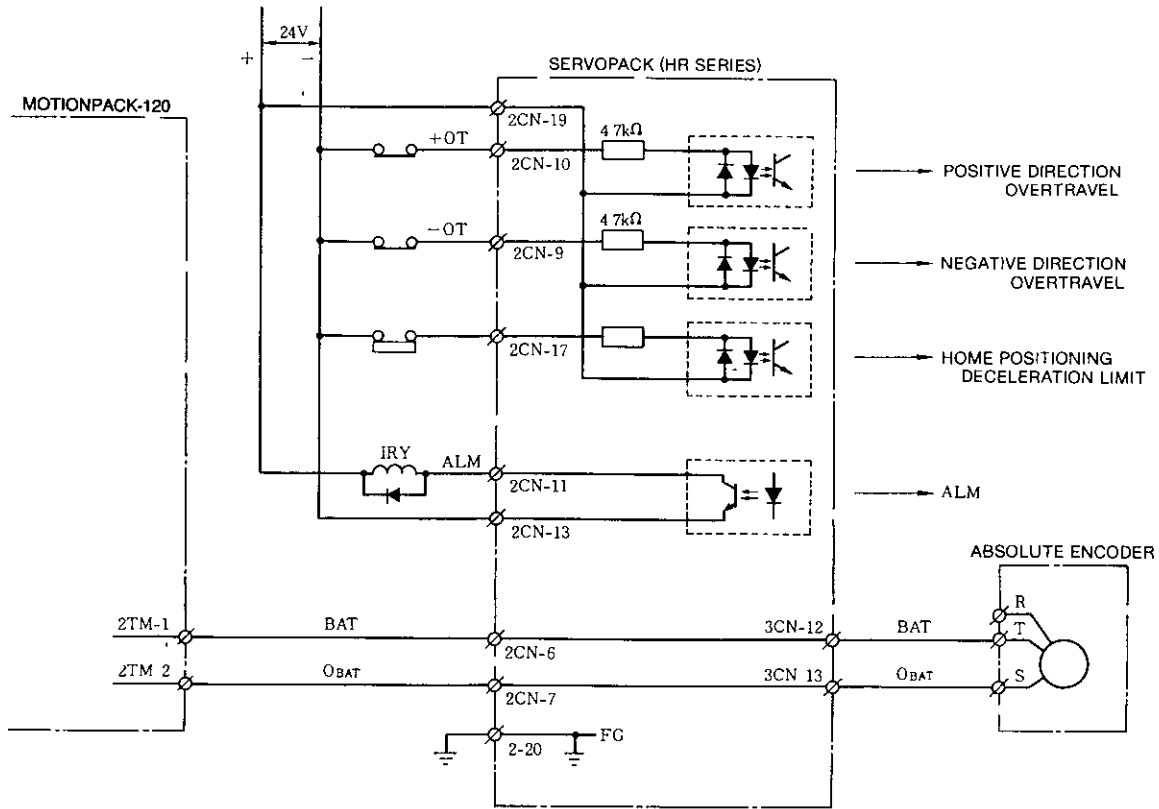 24V
+
−
SERVOPACK (HR SERIES)
MOTIONPACK-120
2CN-19
+OT
2CN-10
4 7kΩ
POSITIVE DIRECTION
OVERTRAVEL
−OT
2CN-9
4 7kΩ
NEGATIVE DIRECTION
OVERTRAVEL
2CN-17
HOME POSITIONING
DECELERATION LIMIT
IRY
ALM
2CN-11
ALM
2CN-13
ABSOLUTE ENCODER
R
2TM-1
BAT
2CN-6
3CN-12
BAT
T
2TM 2
OBAT
2CN-7
3CN 13
OBAT
S
2-20
FG